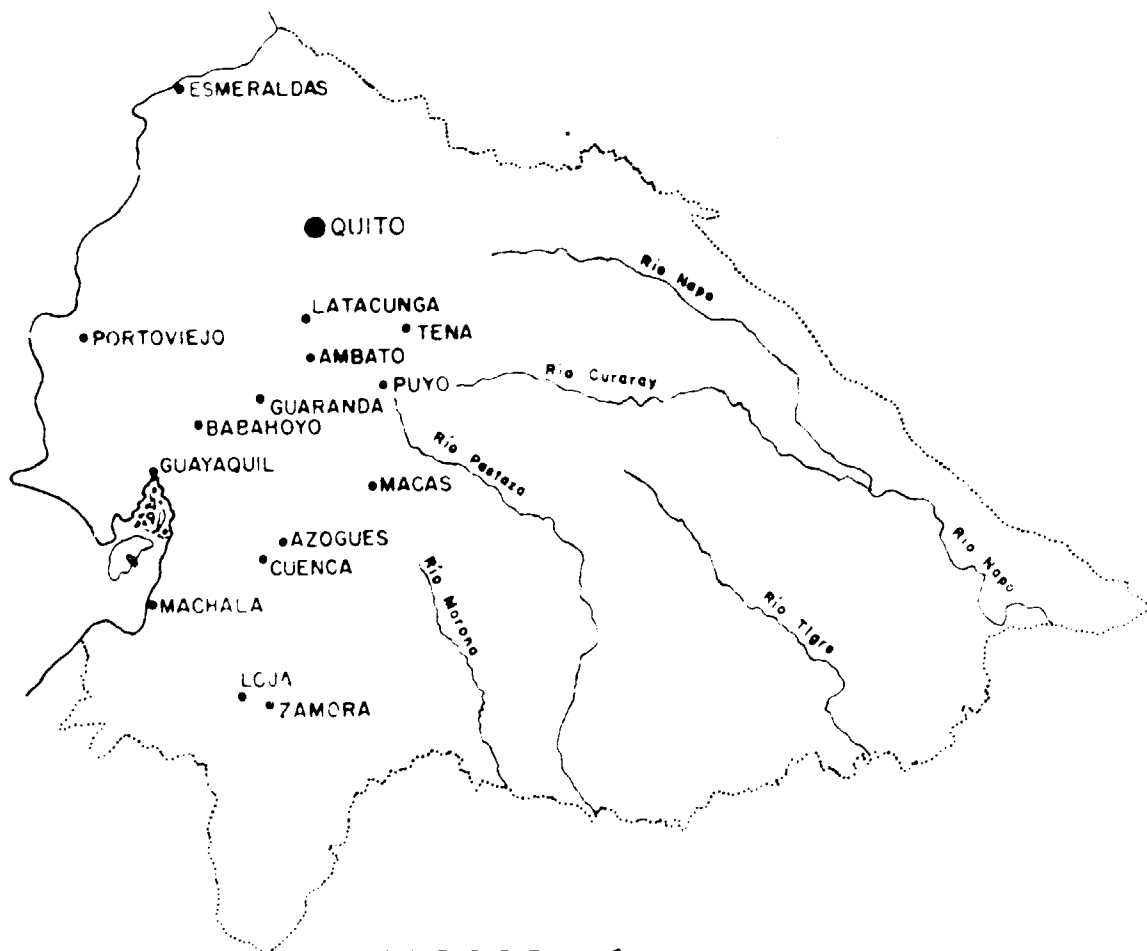 ESMERALDAS
QUITO
Río Napo
LATACUNGA
TENA
PORTOVIEJO
AMBATO
PUYO
Río Curaray
GUARANDA
BABAHOYO
Río Pastaza
GUAYAQUIL
MACAS
AZOGUES
CUENCA
Río Napo
Río Morona
MACHALA
Río Tigre
LOJA
ZAMORA